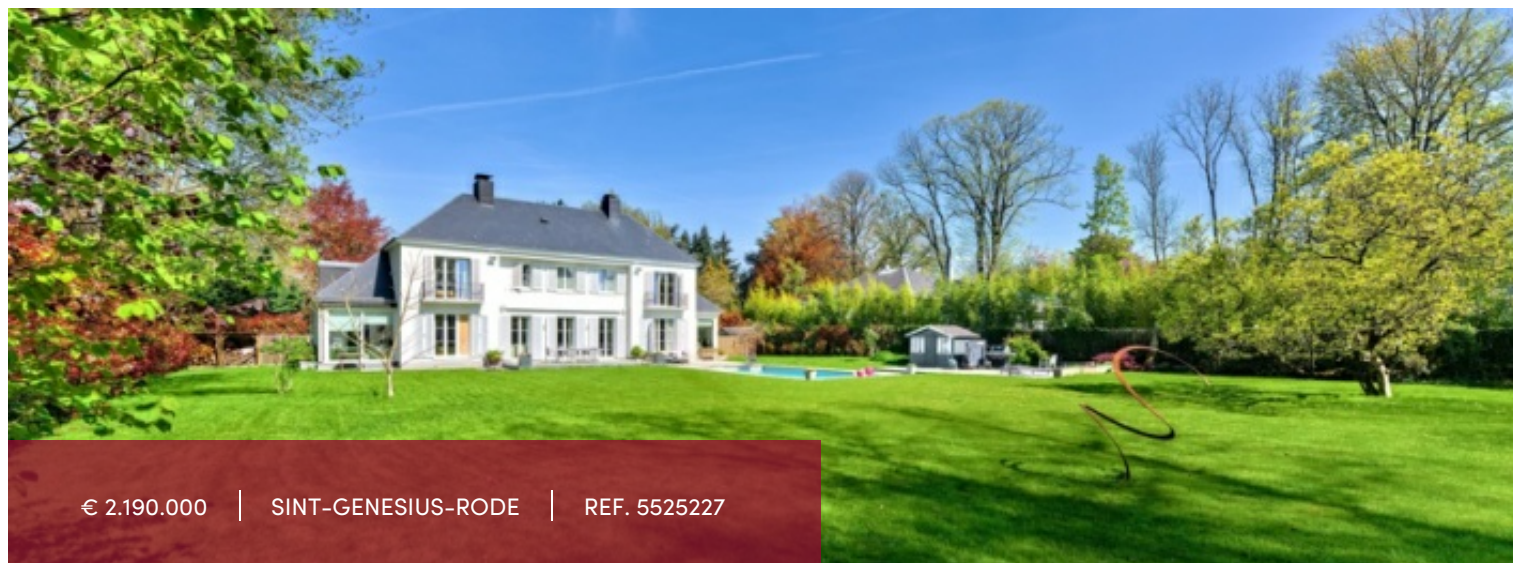 € 2.190.000 | SINT-GENESIUS-RODE | REF. 5525227